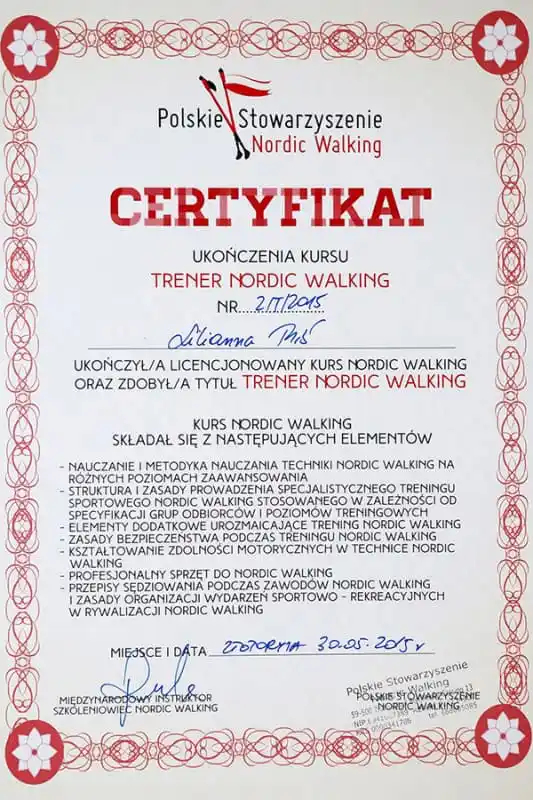 Polskie Stowarzyszenie
Nordic Walking
CERTYFIKAT
UKOŃCZENIA KURSU
TRENER NORDIC WALKING
NR 2/T/2015
Lilianna
UKOŃCZYŁ/A LICENCJONOWANY KURS NORDIC WALKING
ORAZ ZDOBYŁ/A TYTUŁ TRENER NORDIC WALKING
KURS NORDIC WALKING
SKŁADAŁ SIĘ Z NASTĘPUJĄCYCH ELEMENTÓW
- NAUCZANIE I METODYKA NAUCZANIA TECHNIKI NORDIC WALKING NA
RÓŻNYCH POZIOMACH ZAAWANSOWANIA
- STRUKTURA I ZASADY PROWADZENIA SPECJALISTYCZNEGO TRENINGU
SPORTOWEGO NORDIC WALKING STOSOWANEGO W ZALEŻNOŚCI OD
SPECYFIKACJI GRUP ODBIORCÓW I POZIOMÓW TRENINGOWYCH
- ELEMENTY DODATKOWE UROZMAICAJĄCE TRENING NORDIC WALKING
- ZASADY BEZPIECZEŃSTWA PODCZAS TRENINGU NORDIC WALKING
- KSZTAŁTOWANIE ZDOLNOŚCI MOTORYCZNYCH W TECHNICE NORDIC
WALKING
- PROFESJONALNY SPRZĘT DO NORDIC WALKING
- PRZEPISY SĘDZIOWANIA PODCZAS ZAWODÓW NORDIC WALKING
I ZASADY ORGANIZACJI WYDARZEŃ SPORTOWO - REKREACYJNYCH
W RYWALIZACJI NORDIC WALKING
MIEJSCE I DATA ZŁOTORYJA 30.05.2015 r
Polskie Stowarzyszenie
Nordic Walking
MIĘDZYNARODOWY INSTRUKTOR
SZKOLENIOWIEC NORDIC WALKING
POLSKIE STOWARZYSZENIE
NORDIC WALKING